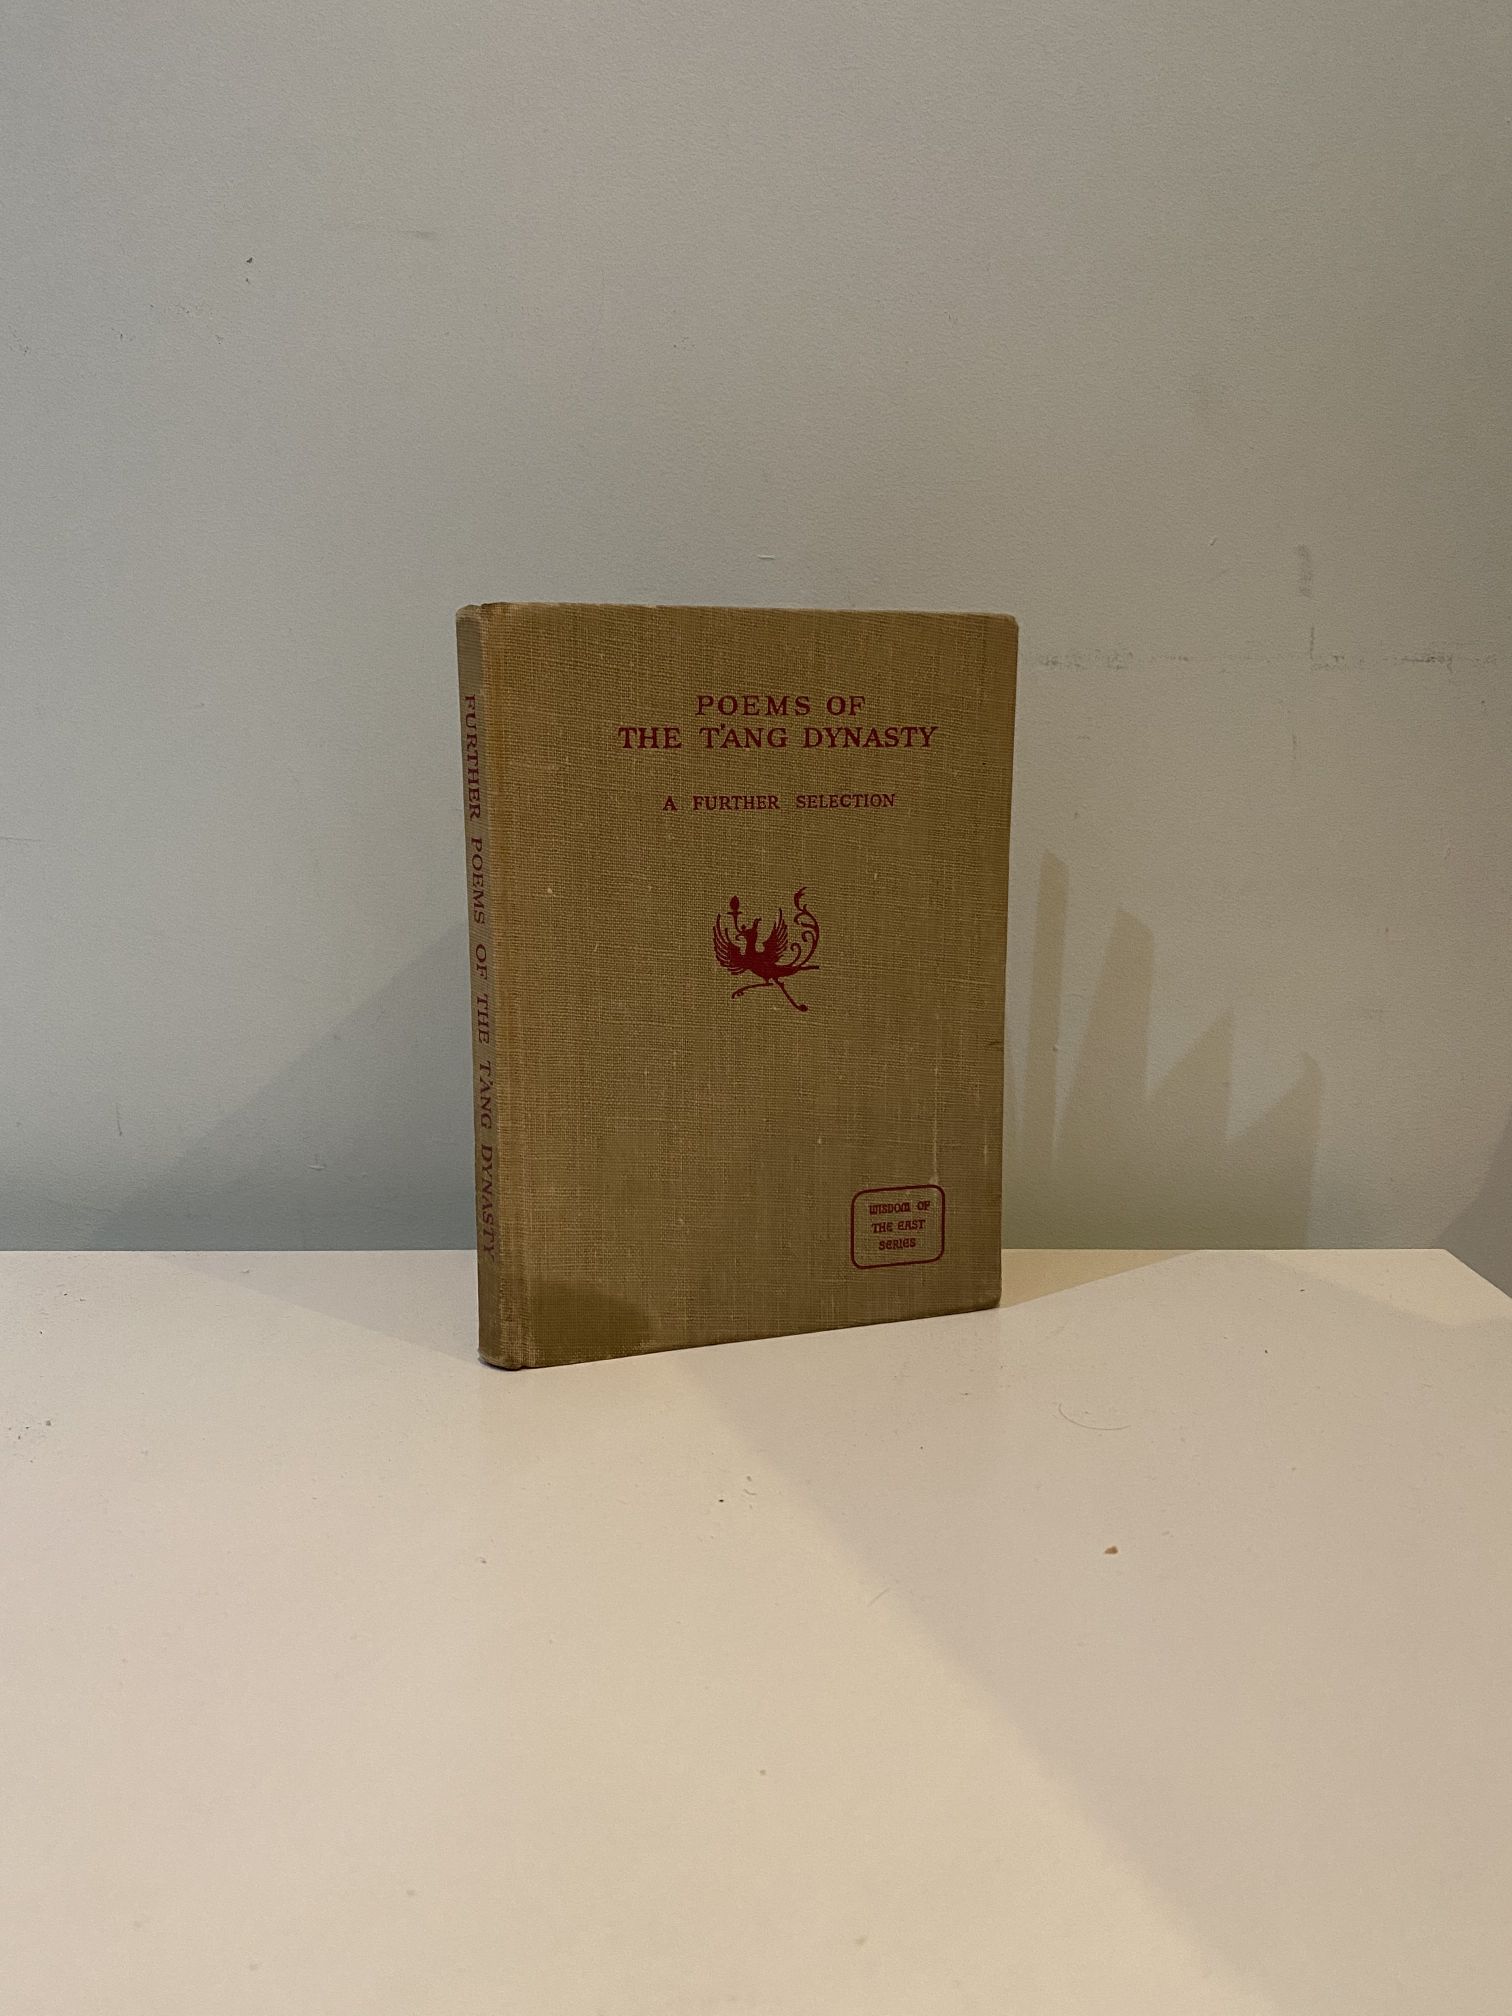 FURTHER POEMS OF THE T'ANG DYNASTY
POEMS OF
THE T'ANG DYNASTY
A FURTHER SELECTION
WISDOM OF
THE EAST
SERIES